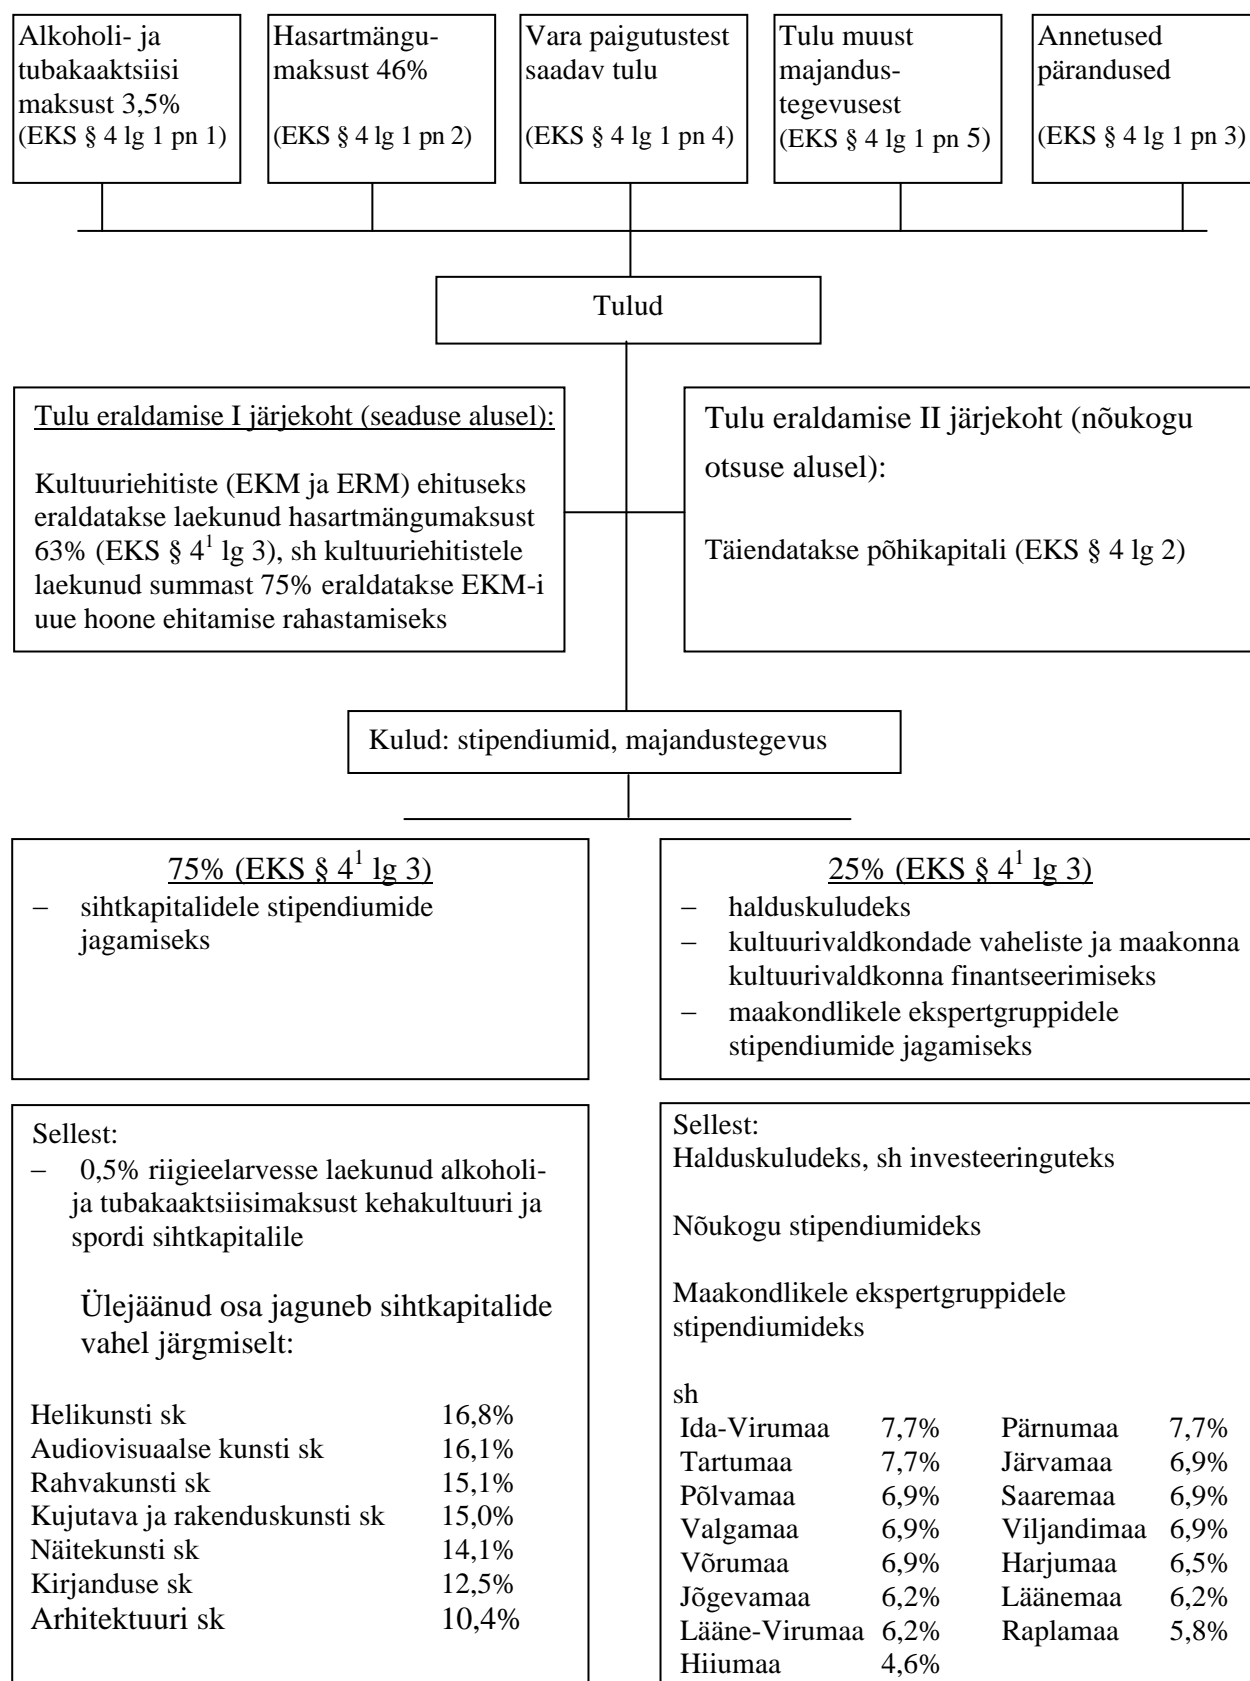 Alkoholi- ja
tubakaaktsiisi
maksust 3,5%
(EKS § 4 lg 1 pn 1)
Hasartmängu-
maksust 46%
(EKS § 4 lg 1 pn 2)
Vara paigutustest
saadav tulu
(EKS § 4 lg 1 pn 4)
Tulu muust
majandus-
tegevusest
(EKS § 4 lg 1 pn 5)
Annetused
pärandused
(EKS § 4 lg 1 pn 3)
Tulud
Tulu eraldamise I järjekoht (seaduse alusel):
Kultuuriehitiste (EKM ja ERM) ehituseks
eraldatakse laekunud hasartmängumaksust
63% (EKS § 4¹ lg 3), sh kultuuriehitistele
laekunud summast 75% eraldatakse EKM-i
uue hoone ehitamise rahastamiseks
Tulu eraldamise II järjekoht (nõukogu
otsuse alusel):
Täiendatakse põhikapitali (EKS § 4 lg 2)
Kulud: stipendiumid, majandustegevus
75% (EKS § 4¹ lg 3)
– sihtkapitalidele stipendiumide
jagamiseks
25% (EKS § 4¹ lg 3)
– halduskuludeks
– kultuurivaldkondade vaheliste ja maakonna
kultuurivaldkonna finantseerimiseks
– maakondlikele ekspertgruppidele
stipendiumide jagamiseks
Sellest:
– 0,5% riigieelarvesse laekunud alkoholi-
ja tubakaaktsiisimaksust kehakultuuri ja
spordi sihtkapitalile
Ülejäänud osa jaguneb sihtkapitalide
vahel järgmiselt:
Helikunsti sk 16,8%
Audiovisuaalse kunsti sk 16,1%
Rahvakunsti sk 15,1%
Kujutava ja rakenduskunsti sk 15,0%
Näitekunsti sk 14,1%
Kirjanduse sk 12,5%
Arhitektuuri sk 10,4%
Sellest:
Halduskuludeks, sh investeeringuteks
Nõukogu stipendiumideks
Maakondlikele ekspertgruppidele
stipendiumideks
sh
Ida-Virumaa 7,7% Pärnumaa 7,7%
Tartumaa 7,7% Järvamaa 6,9%
Põlvamaa 6,9% Saaremaa 6,9%
Valgamaa 6,9% Viljandimaa 6,9%
Võrumaa 6,9% Harjumaa 6,5%
Jõgevamaa 6,2% Läänemaa 6,2%
Lääne-Virumaa 6,2% Raplamaa 5,8%
Hiiumaa 4,6%